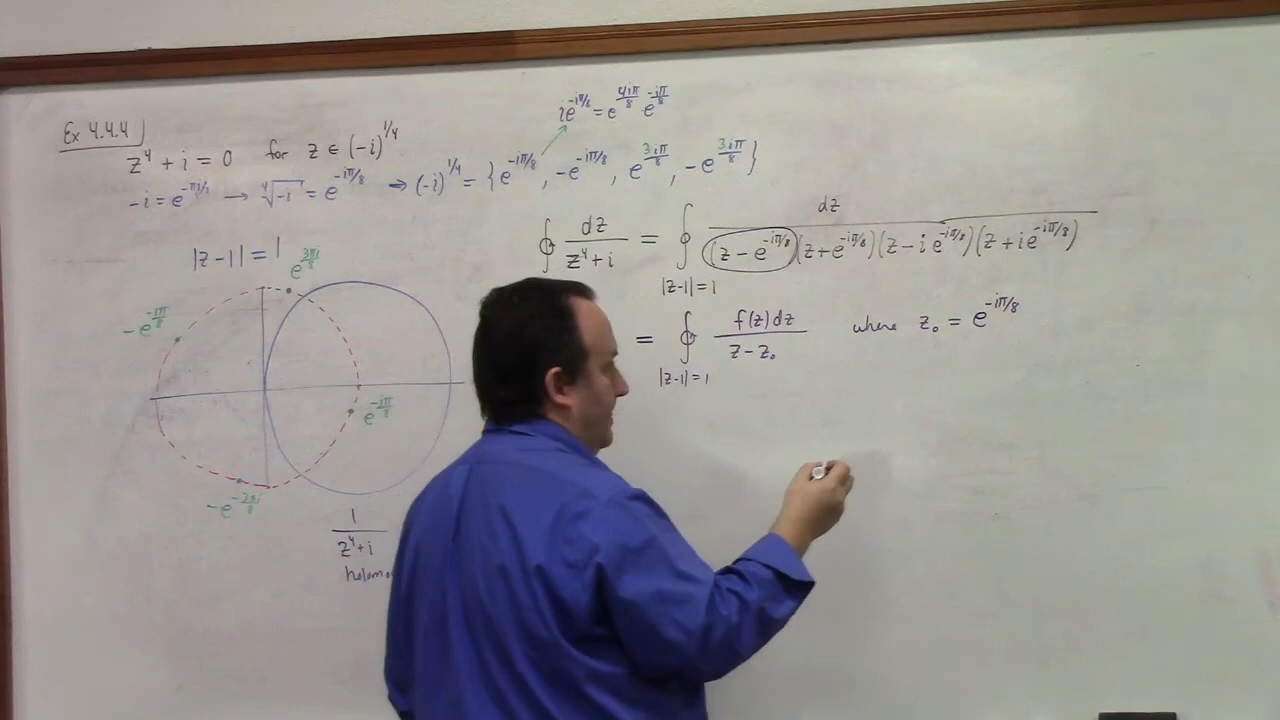 Ex 4.4.4
z⁴ + i = 0 for z ∈ (-i)^{1/4}
ie^{-iπ/8} = e^{4iπ/8} e^{-iπ/8}
-i = e^{-πi/2} → ⁴√-i = e^{-iπ/8} ⇒ (-i)^{1/4} = { e^{-iπ/8}, -e^{-iπ/8}, e^{3iπ/8}, -e^{3iπ/8} }
∮ dz/(z⁴+i) = ∮_{|z-1|=1} dz/((z - e^{-iπ/8})(z + e^{-iπ/8})(z - i e^{-iπ/8})(z + i e^{-iπ/8}))
|z-1| = 1
e^{3πi/8}
-e^{-iπ/8}
e^{-iπ/8}
-e^{-3πi/8}
= ∮_{|z-1|=1} f(z)dz/(z - z₀) where z₀ = e^{-iπ/8}
1/(z⁴+i)